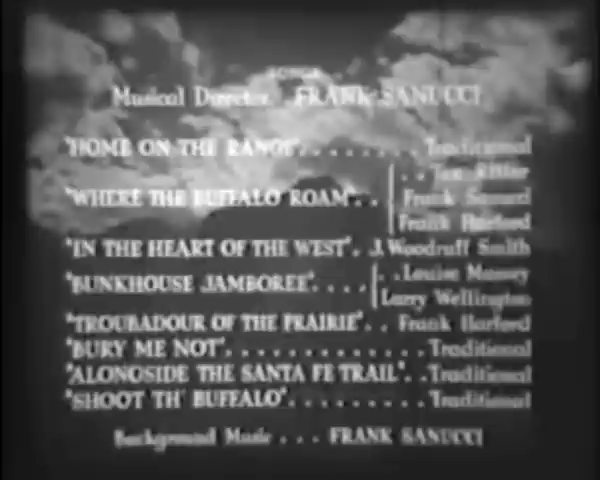 SONGS
Musical Director. FRANK SANUCCI
'HOME ON THE RANGE'........Traditional
..Tex Ritter
'WHERE THE BUFFALO ROAM'.. Frank Sanucci
Frank Harford
'IN THE HEART OF THE WEST'. J. Woodruff Smith
'BUNKHOUSE JAMBOREE'.... ..Louise Massey
Larry Wellington
'TROUBADOUR OF THE PRAIRIE'.. Frank Harford
'BURY ME NOT'.............Traditional
'ALONGSIDE THE SANTA FE TRAIL'..Traditional
'SHOOT TH' BUFFALO'.........Traditional
Background Music... FRANK SANUCCI